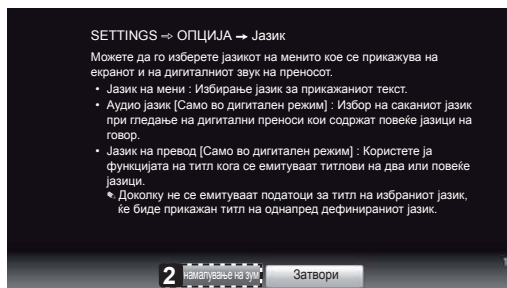 SETTINGS ⇨ ОПЦИЈА → Јазик
Можете да го изберете јазикот на менито кое се прикажува на
екранот и на дигиталниот звук на преносот.
• Јазик на мени : Избирање јазик за прикажаниот текст.
• Аудио јазик [Само во дигитален режим] : Избор на саканиот јазик
при гледање на дигитални преноси кои содржат повеќе јазици на
говор.
• Јазик на превод [Само во дигитален режим] : Користете ја
функцијата на титл кога се емитуваат титлови на два или повеќе
јазици.
Доколку не се емитуваат податоци за титл на избраниот јазик,
ќе биде прикажан титл на однапред дефинираниот јазик.
2 намалување на зум Затвори